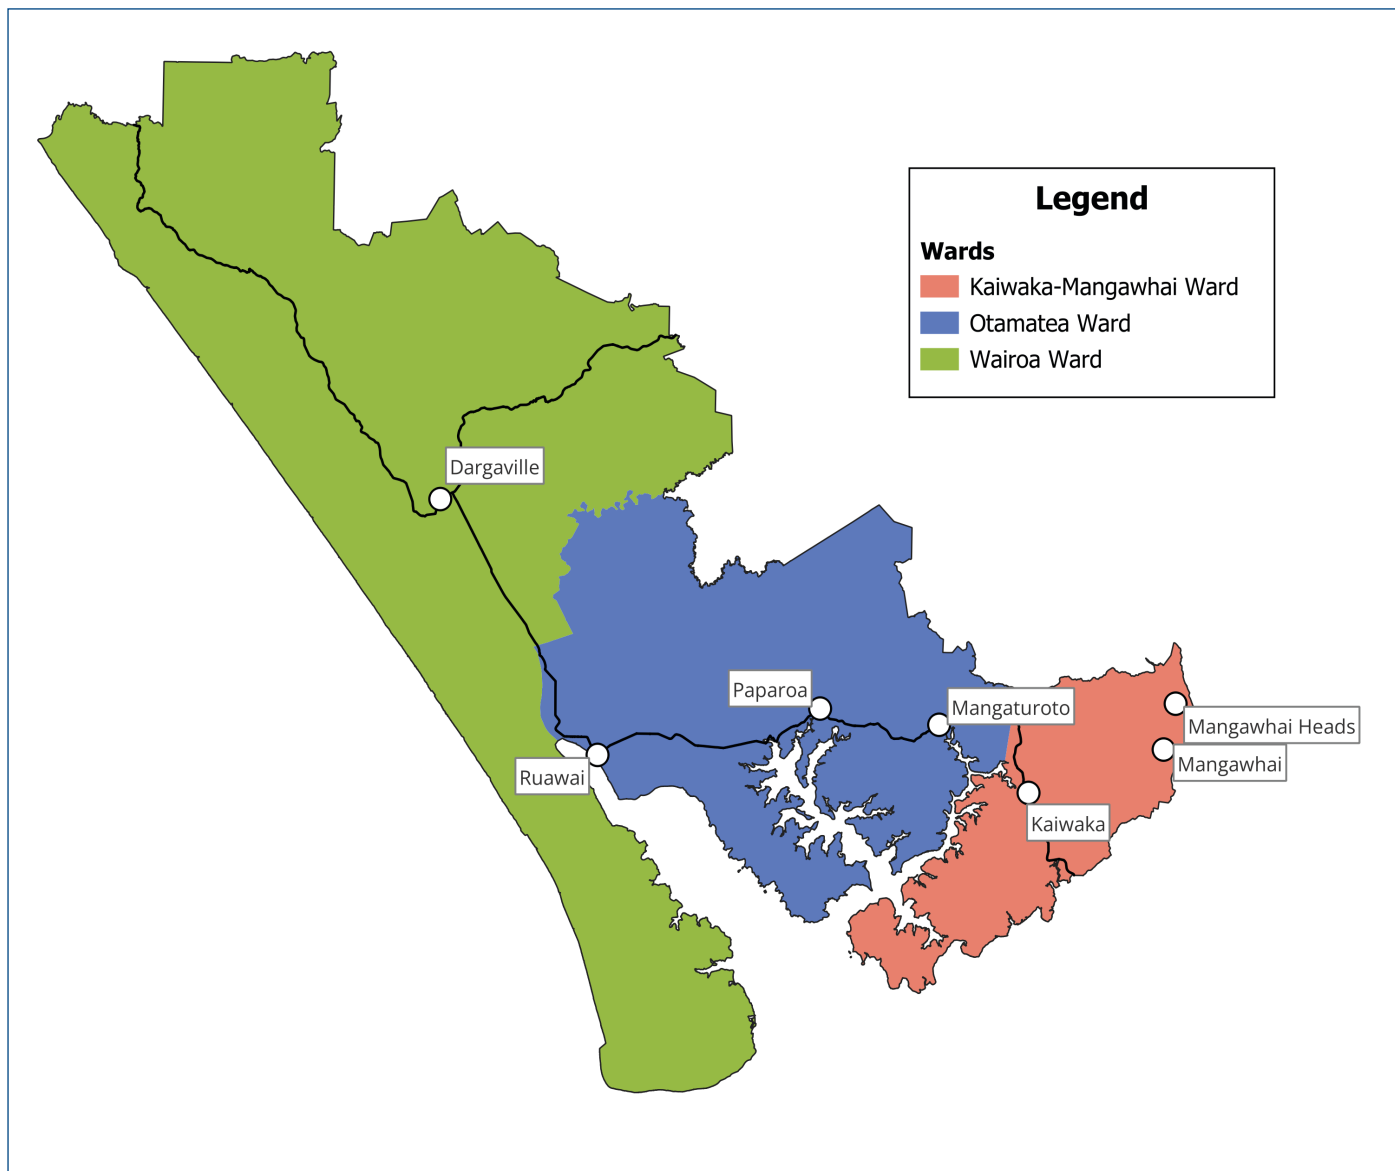 Legend
Wards
Kaiwaka-Mangawhai Ward
Otamatea Ward
Wairoa Ward
Dargaville
Paparoa
Mangaturoto
Mangawhai Heads
Mangawhai
Ruawai
Kaiwaka